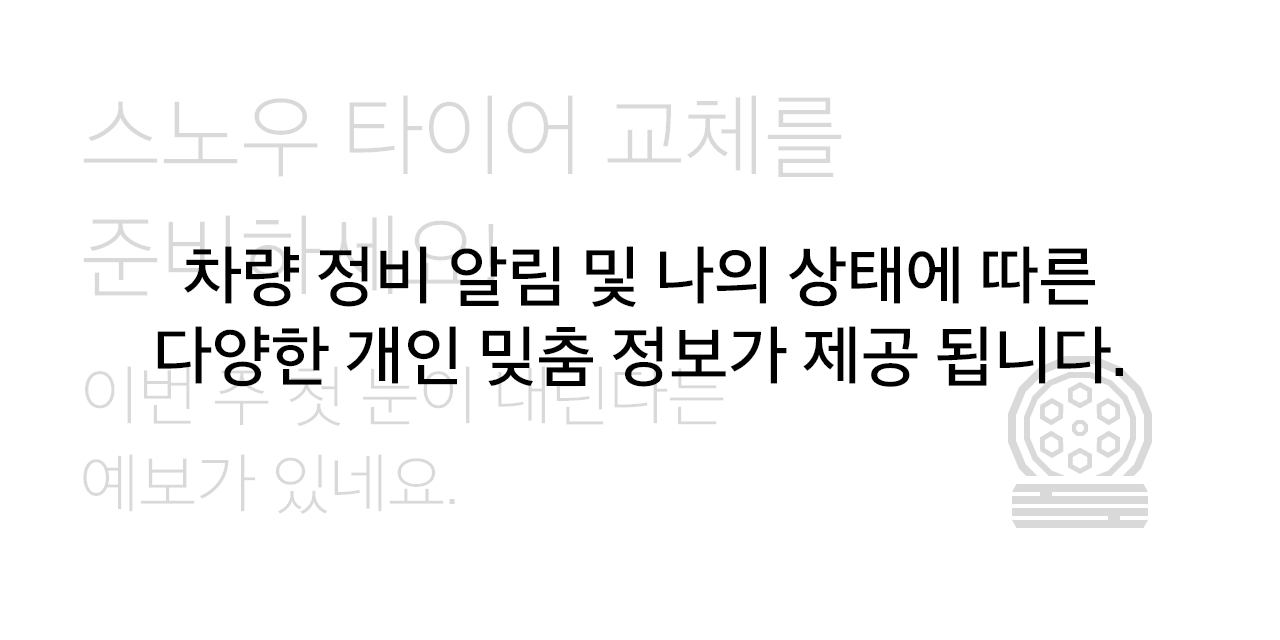 스노우 타이어 교체를
준비하세요!
차량 정비 알림 및 나의 상태에 따른
다양한 개인 맞춤 정보가 제공 됩니다.
이번 주 첫 눈이 내린다는
예보가 있네요.